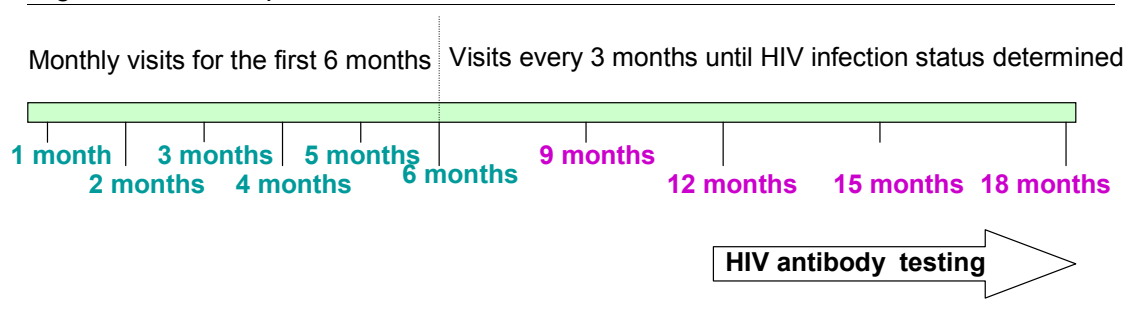 Monthly visits for the first 6 months
Visits every 3 months until HIV infection status determined
1 month
2 months
3 months
4 months
5 months
6 months
9 months
12 months
15 months
18 months
HIV antibody testing